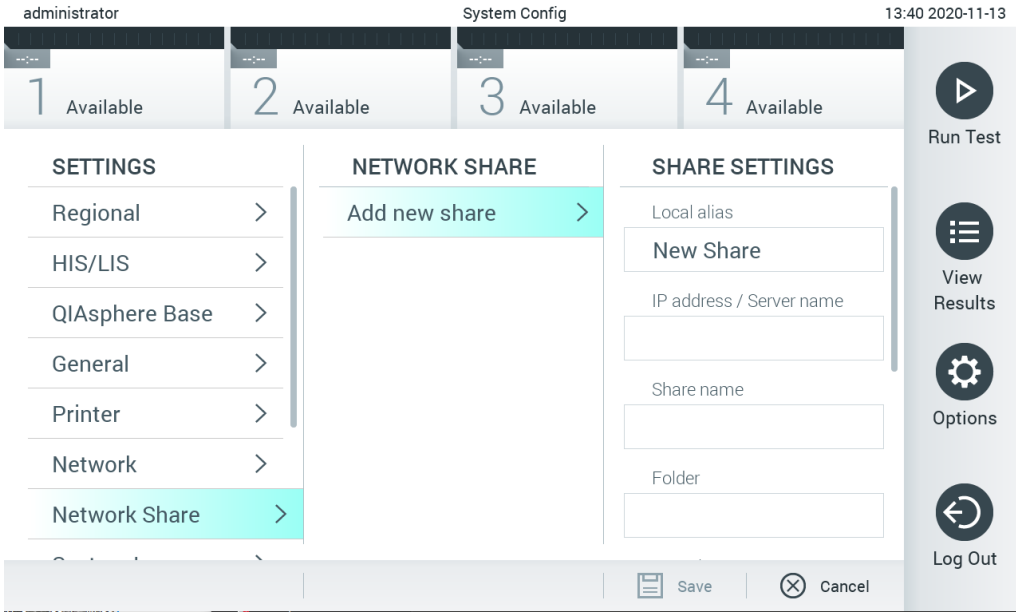 administrator
System Config
13:40 2020-11-13
--:--
--:--
--:--
--:--
1 Available
2 Available
3 Available
4 Available
Run Test
View
Results
Options
Log Out
SETTINGS
Regional
HIS/LIS
QIAsphere Base
General
Printer
Network
Network Share
NETWORK SHARE
Add new share
SHARE SETTINGS
Local alias
New Share
IP address / Server name
Share name
Folder
Save
Cancel